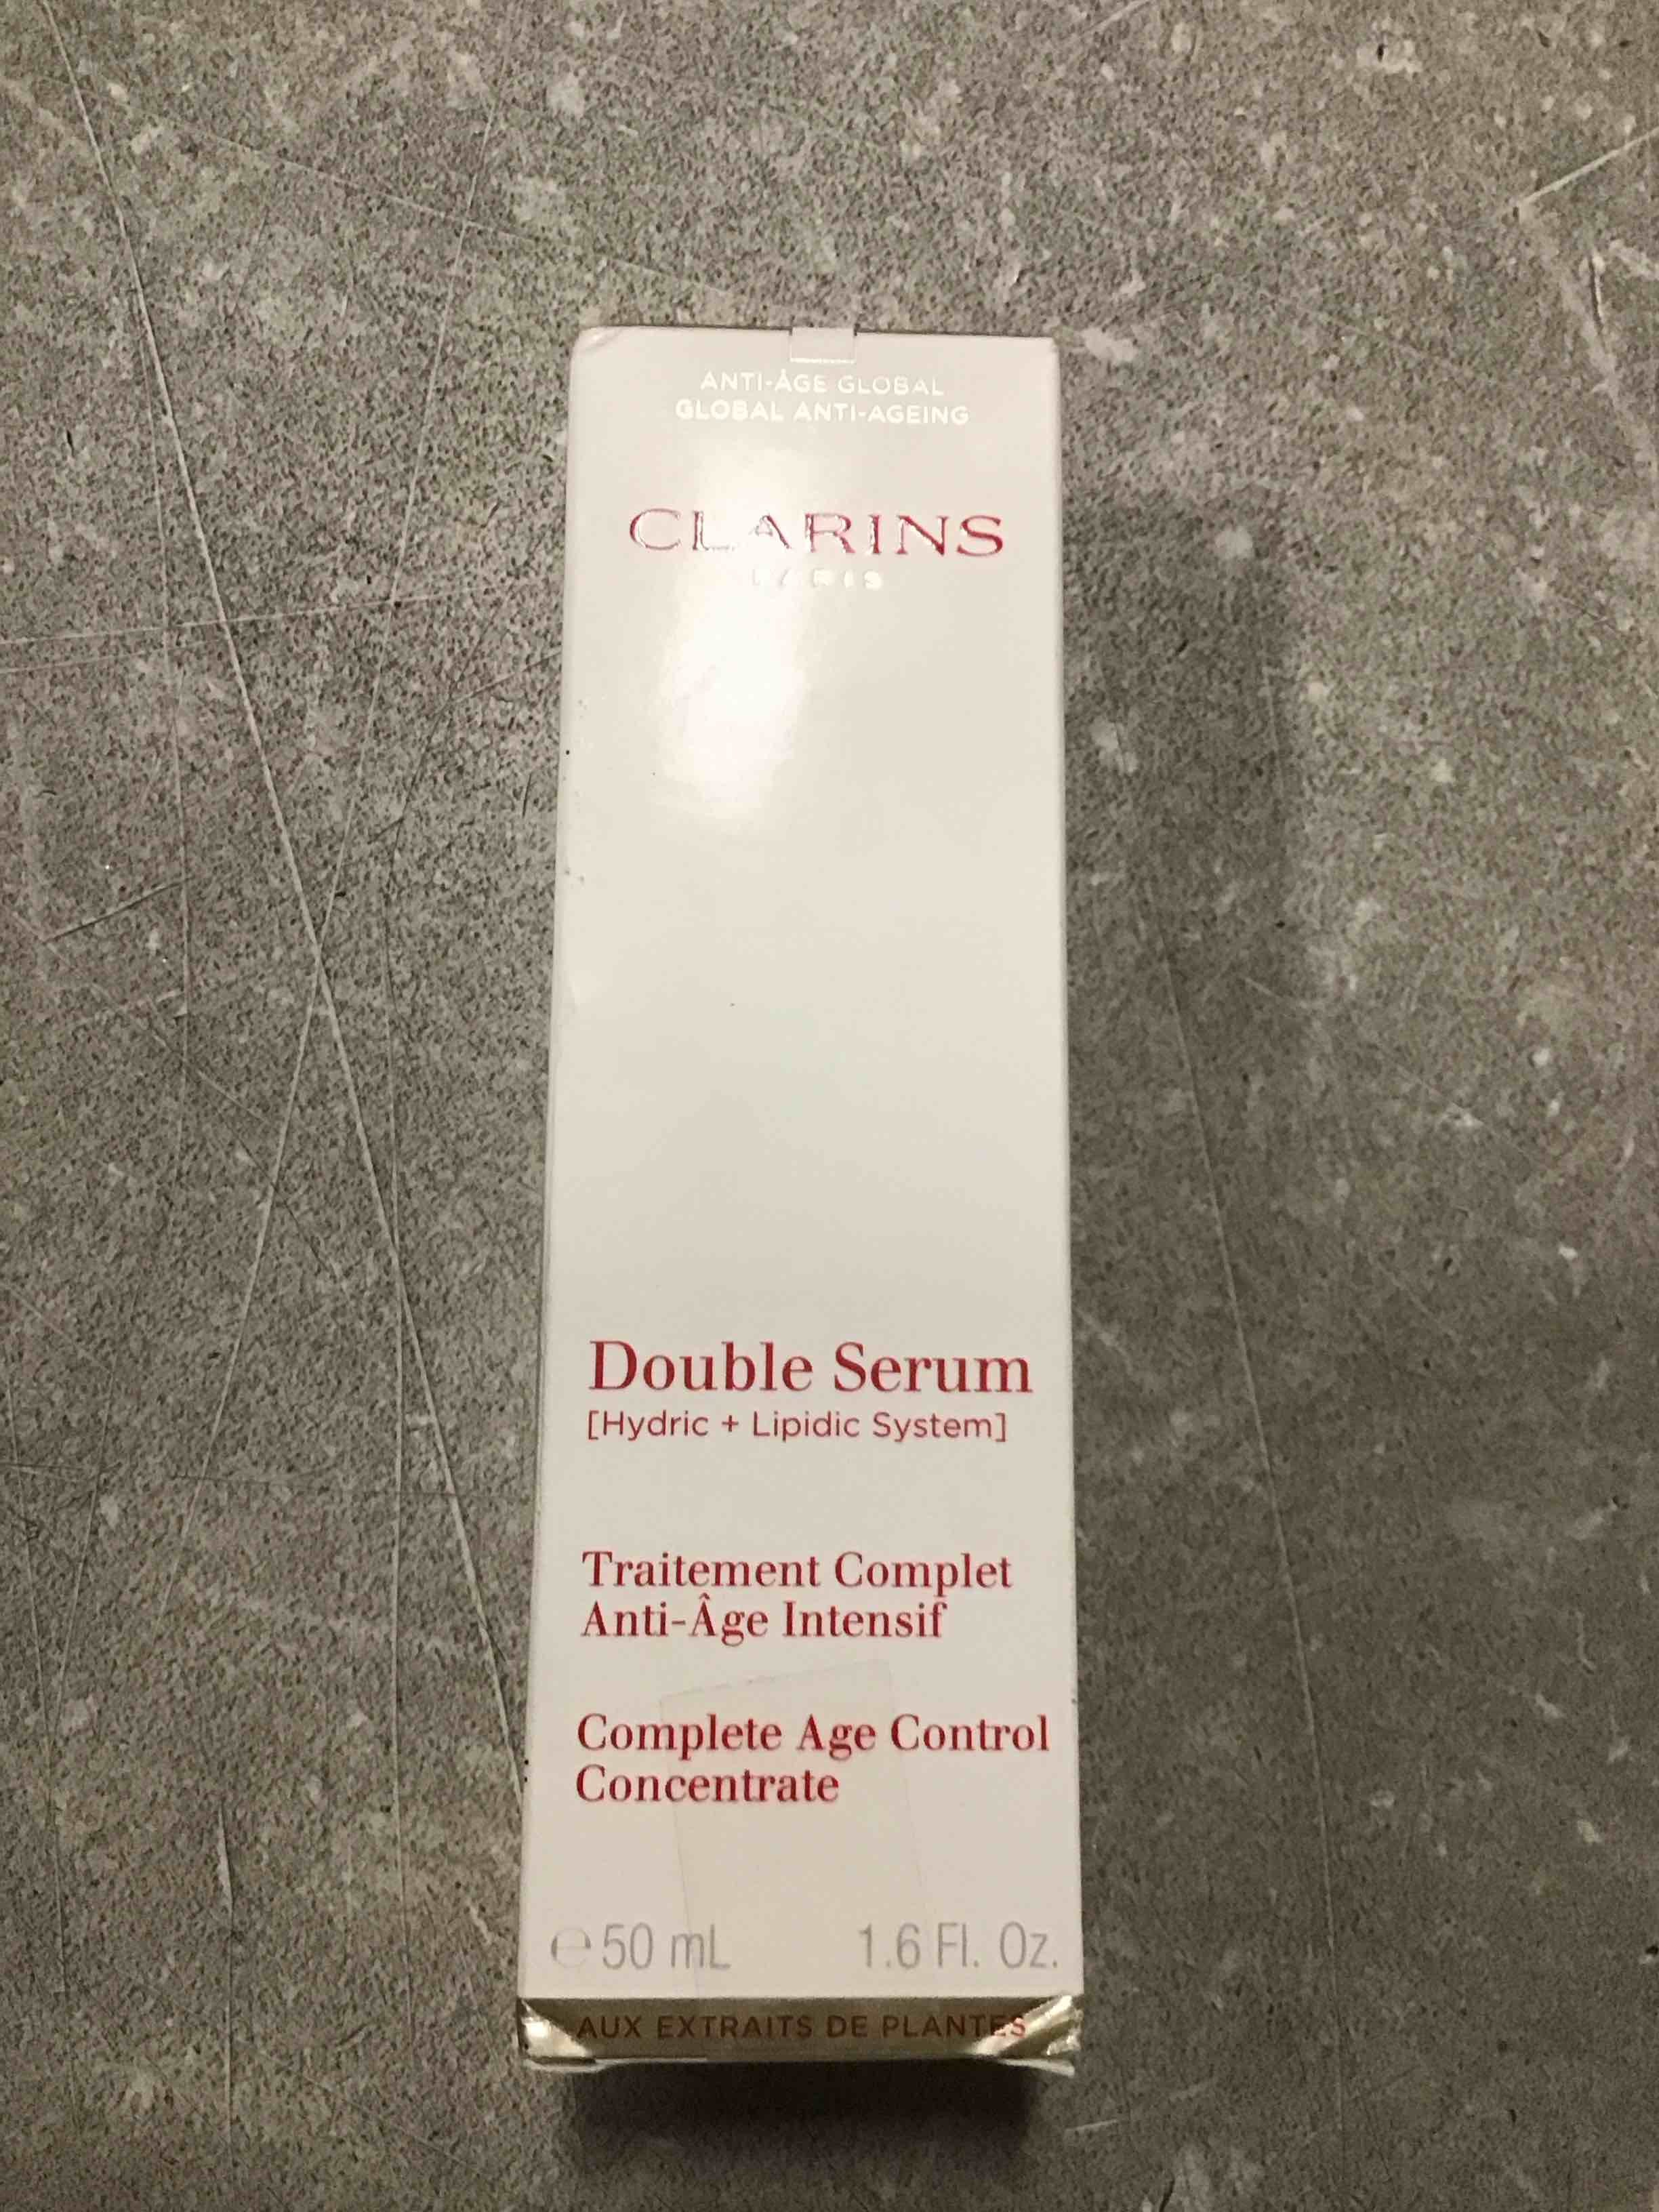 ANTI-ÂGE GLOBAL
GLOBAL ANTI-AGEING
CLARINS
PARIS
Double Serum
[Hydric + Lipidic System]
Traitement Complet
Anti-Âge Intensif
Complete Age Control
Concentrate
℮ 50 mL 1.6 Fl. Oz.
AUX EXTRAITS DE PLANTES